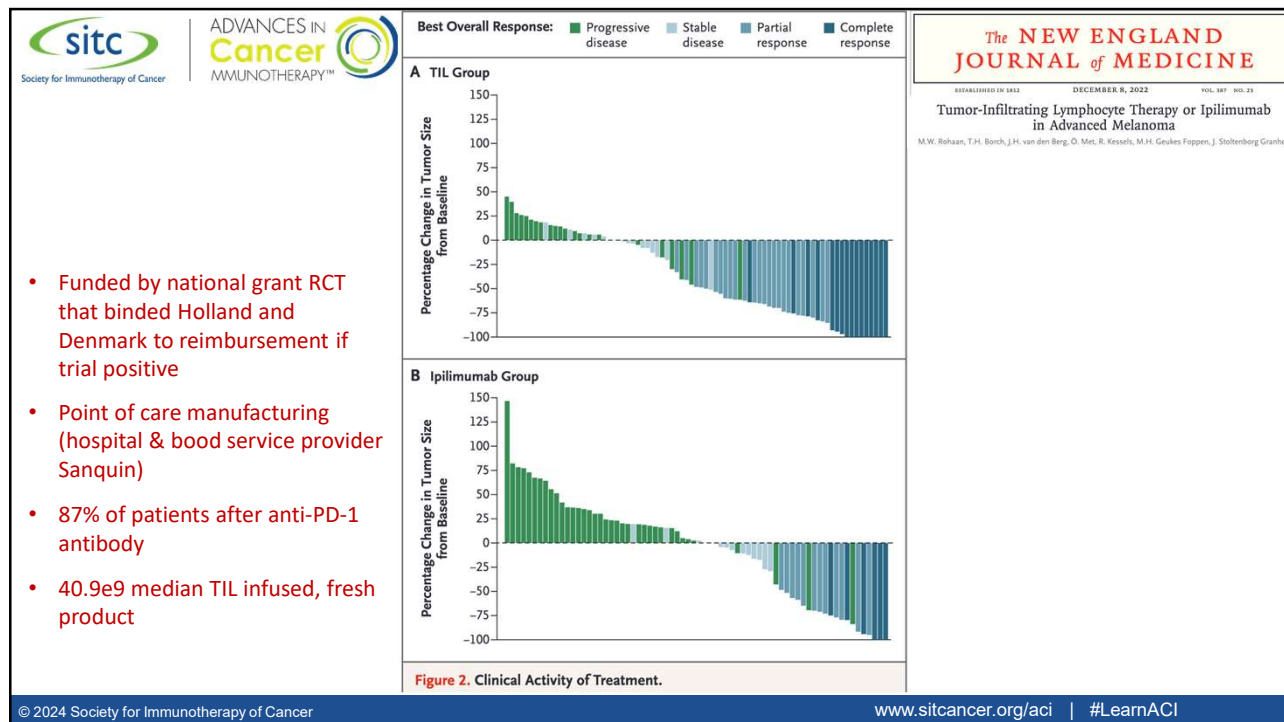 sitc
Society for Immunotherapy of Cancer
ADVANCES IN
Cancer
IMMUNOTHERAPY™
• Funded by national grant RCT
that binded Holland and
Denmark to reimbursement if
trial positive
• Point of care manufacturing
(hospital & bood service provider
Sanquin)
• 87% of patients after anti-PD-1
antibody
• 40.9e9 median TIL infused, fresh
product
Best Overall Response:
Progressive
disease
Stable
disease
Partial
response
Complete
response
A TIL Group
Percentage Change in Tumor Size
from Baseline
150
125
100
75
50
25
0
−25
−50
−75
−100
B Ipilimumab Group
Percentage Change in Tumor Size
from Baseline
150
125
100
75
50
25
0
−25
−50
−75
−100
Figure 2. Clinical Activity of Treatment.
The NEW ENGLAND
JOURNAL of MEDICINE
ESTABLISHED IN 1812 DECEMBER 8, 2022 VOL. 387 NO. 23
Tumor-Infiltrating Lymphocyte Therapy or Ipilimumab
in Advanced Melanoma
M.W. Rohaan, T.H. Borch, J.H. van den Berg, Ö. Met, R. Kessels, M.H. Geukes Foppen, J. Stoltenborg Granhø
© 2024 Society for Immunotherapy of Cancer
www.sitcancer.org/aci | #LearnACI